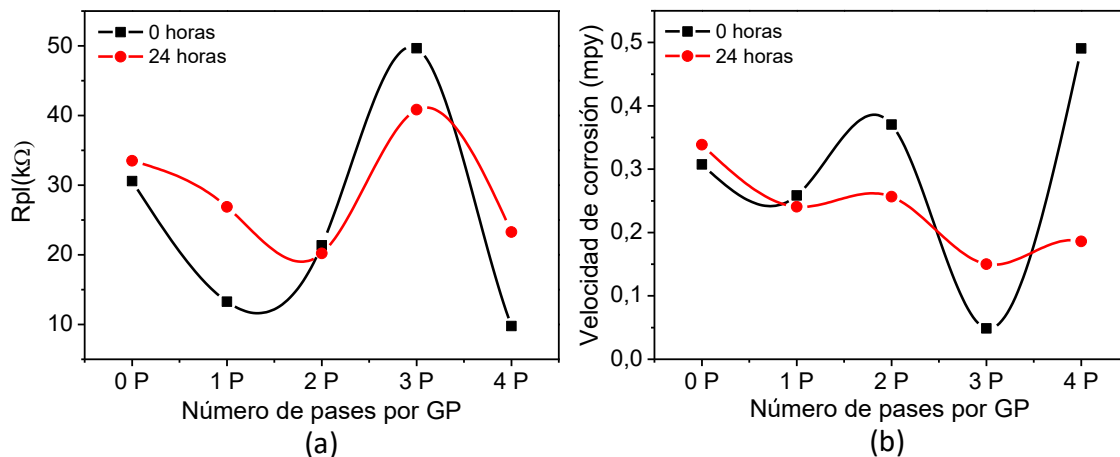 0 horas
24 horas
Rpl(kΩ)
50
40
30
20
10
0 P 1 P 2 P 3 P 4 P
Número de pases por GP
(a)
0 horas
24 horas
Velocidad de corrosión (mpy)
0,5
0,4
0,3
0,2
0,1
0,0
0 P 1 P 2 P 3 P 4 P
Número de pases por GP
(b)